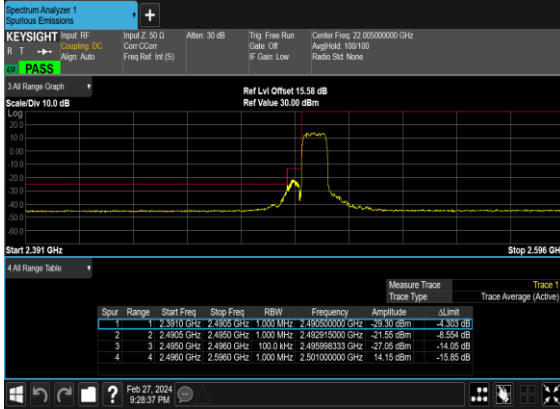 Spectrum Analyzer 1
Spurious Emissions
+
KEYSIGHT Input: RF Input Z: 50 Ω Atten: 30 dB Trig: Free Run Center Freq: 22.005000000 GHz
R T Coupling: DC Corr CCorr Gate: Off Avg|Hold: 100/100
Align: Auto Freq Ref: Int (S) IF Gain: Low Radio Std: None
PASS
3 All Range Graph Ref Lvl Offset 15.58 dB
Scale/Div 10.0 dB Ref Value 30.00 dBm
Log
20.0
10.0
0.00
-10.0
-20.0
-30.0
-40.0
-50.0
-60.0
Start 2.391 GHz Stop 2.596 GHz
4 All Range Table
Measure Trace Trace 1
Trace Type Trace Average (Active)
Spur Range Start Freq Stop Freq RBW Frequency Amplitude ΔLimit
1 1 2.3910 GHz 2.4905 GHz 1.000 MHz 2.490500000 GHz -29.30 dBm -4.303 dB
2 2 2.4905 GHz 2.4950 GHz 1.000 MHz 2.492915000 GHz -21.55 dBm -8.554 dB
3 3 2.4950 GHz 2.4960 GHz 100.0 kHz 2.495998333 GHz -27.05 dBm -14.05 dB
4 4 2.4960 GHz 2.5960 GHz 1.000 MHz 2.501000000 GHz 14.15 dBm -15.85 dB
? Feb 27, 2024
9:28:37 PM